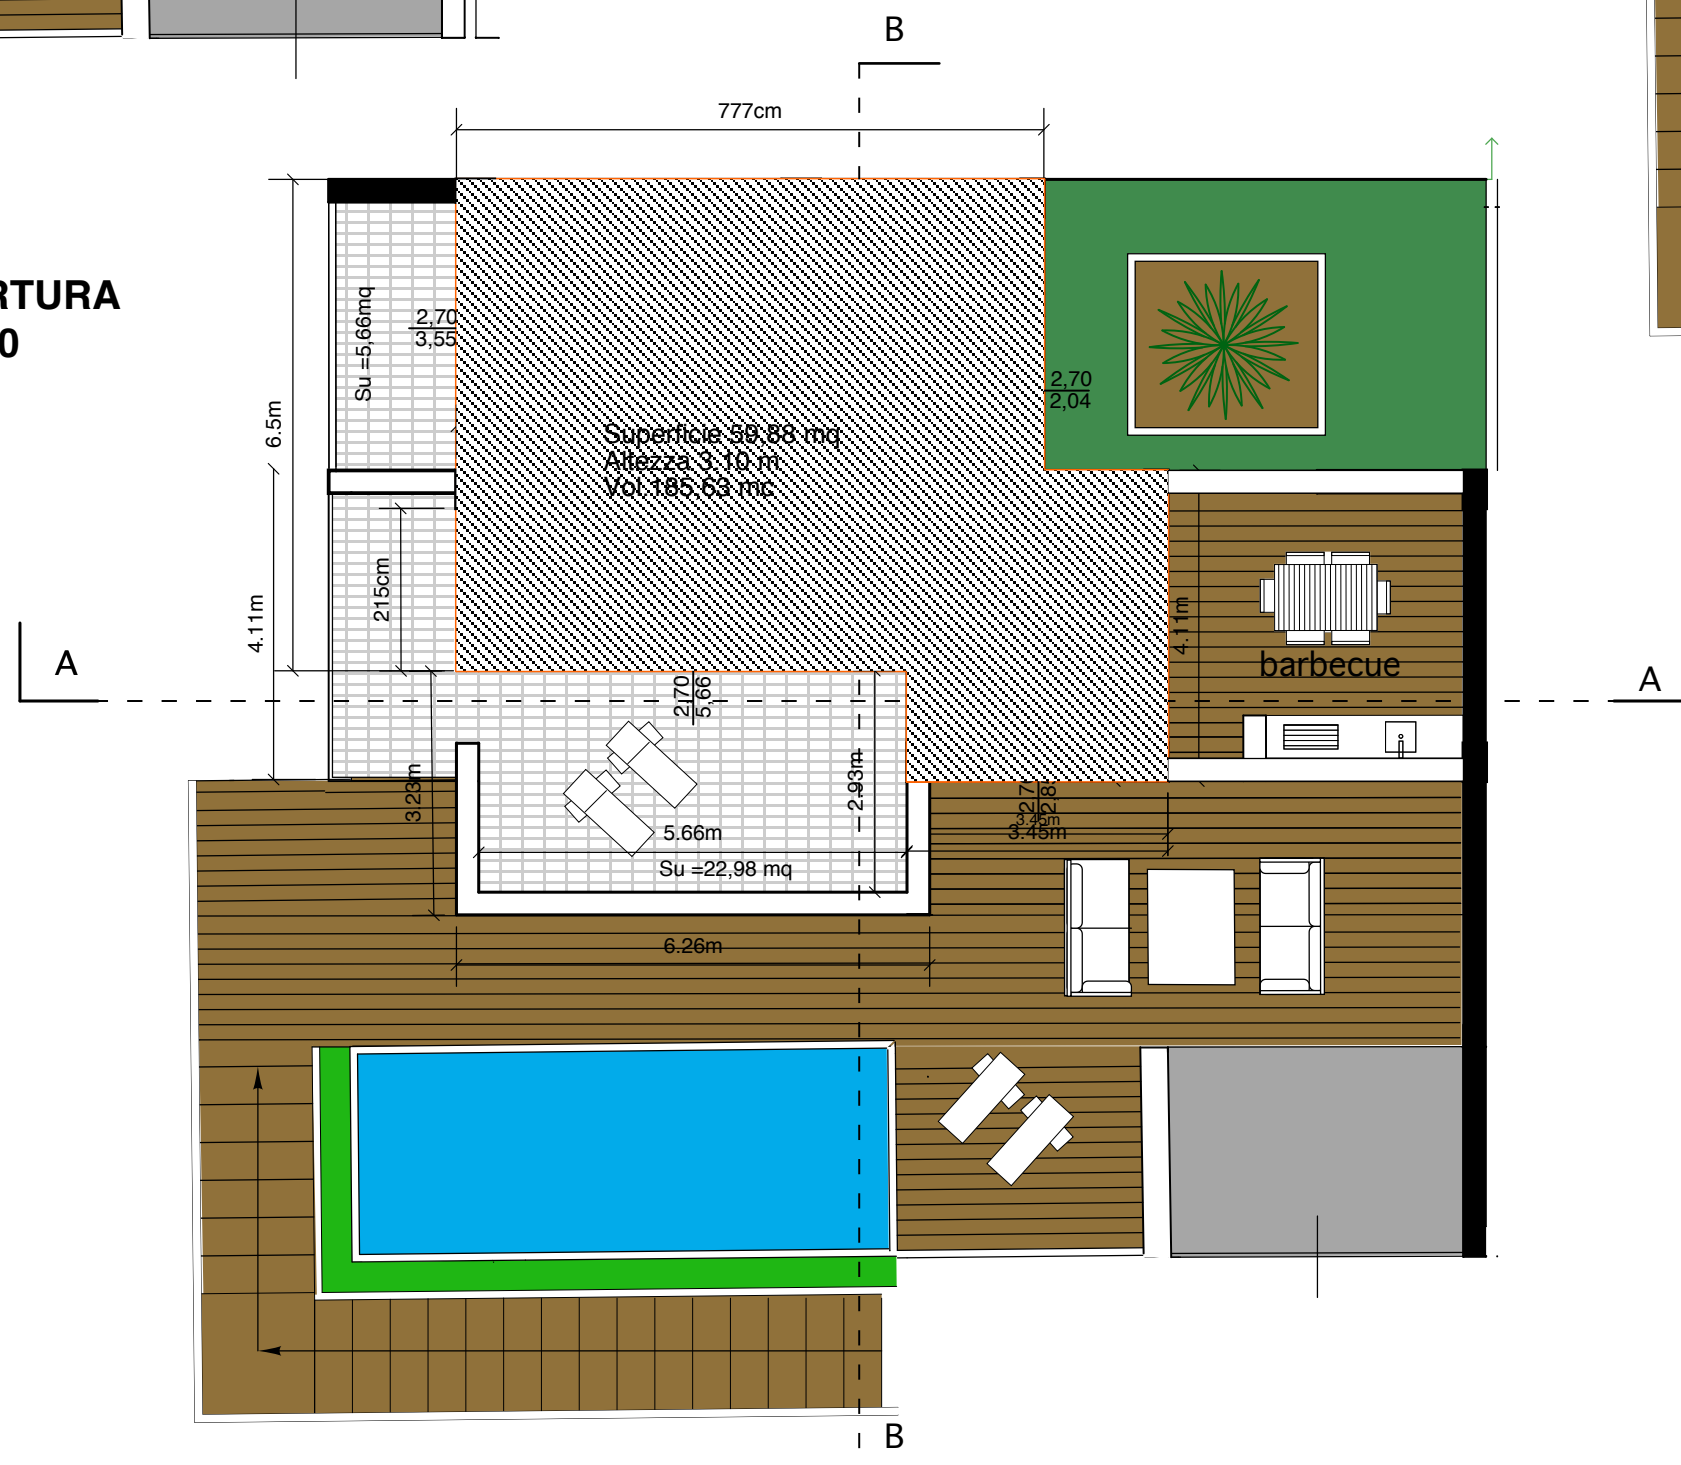 B
777cm
RTURA
0
Su =5,66mq
2,70
3,55
2,70
2,04
6.5m
Superficie 59.88 mq
Altezza 3,10 m
Vol.185,63 mc
4.11m
215cm
4.11m
A
barbecue
A
2,70
5,66
3.23m
2.93m
3.45m
3.45m
5.66m
Su =22,98 mq
6.26m
B